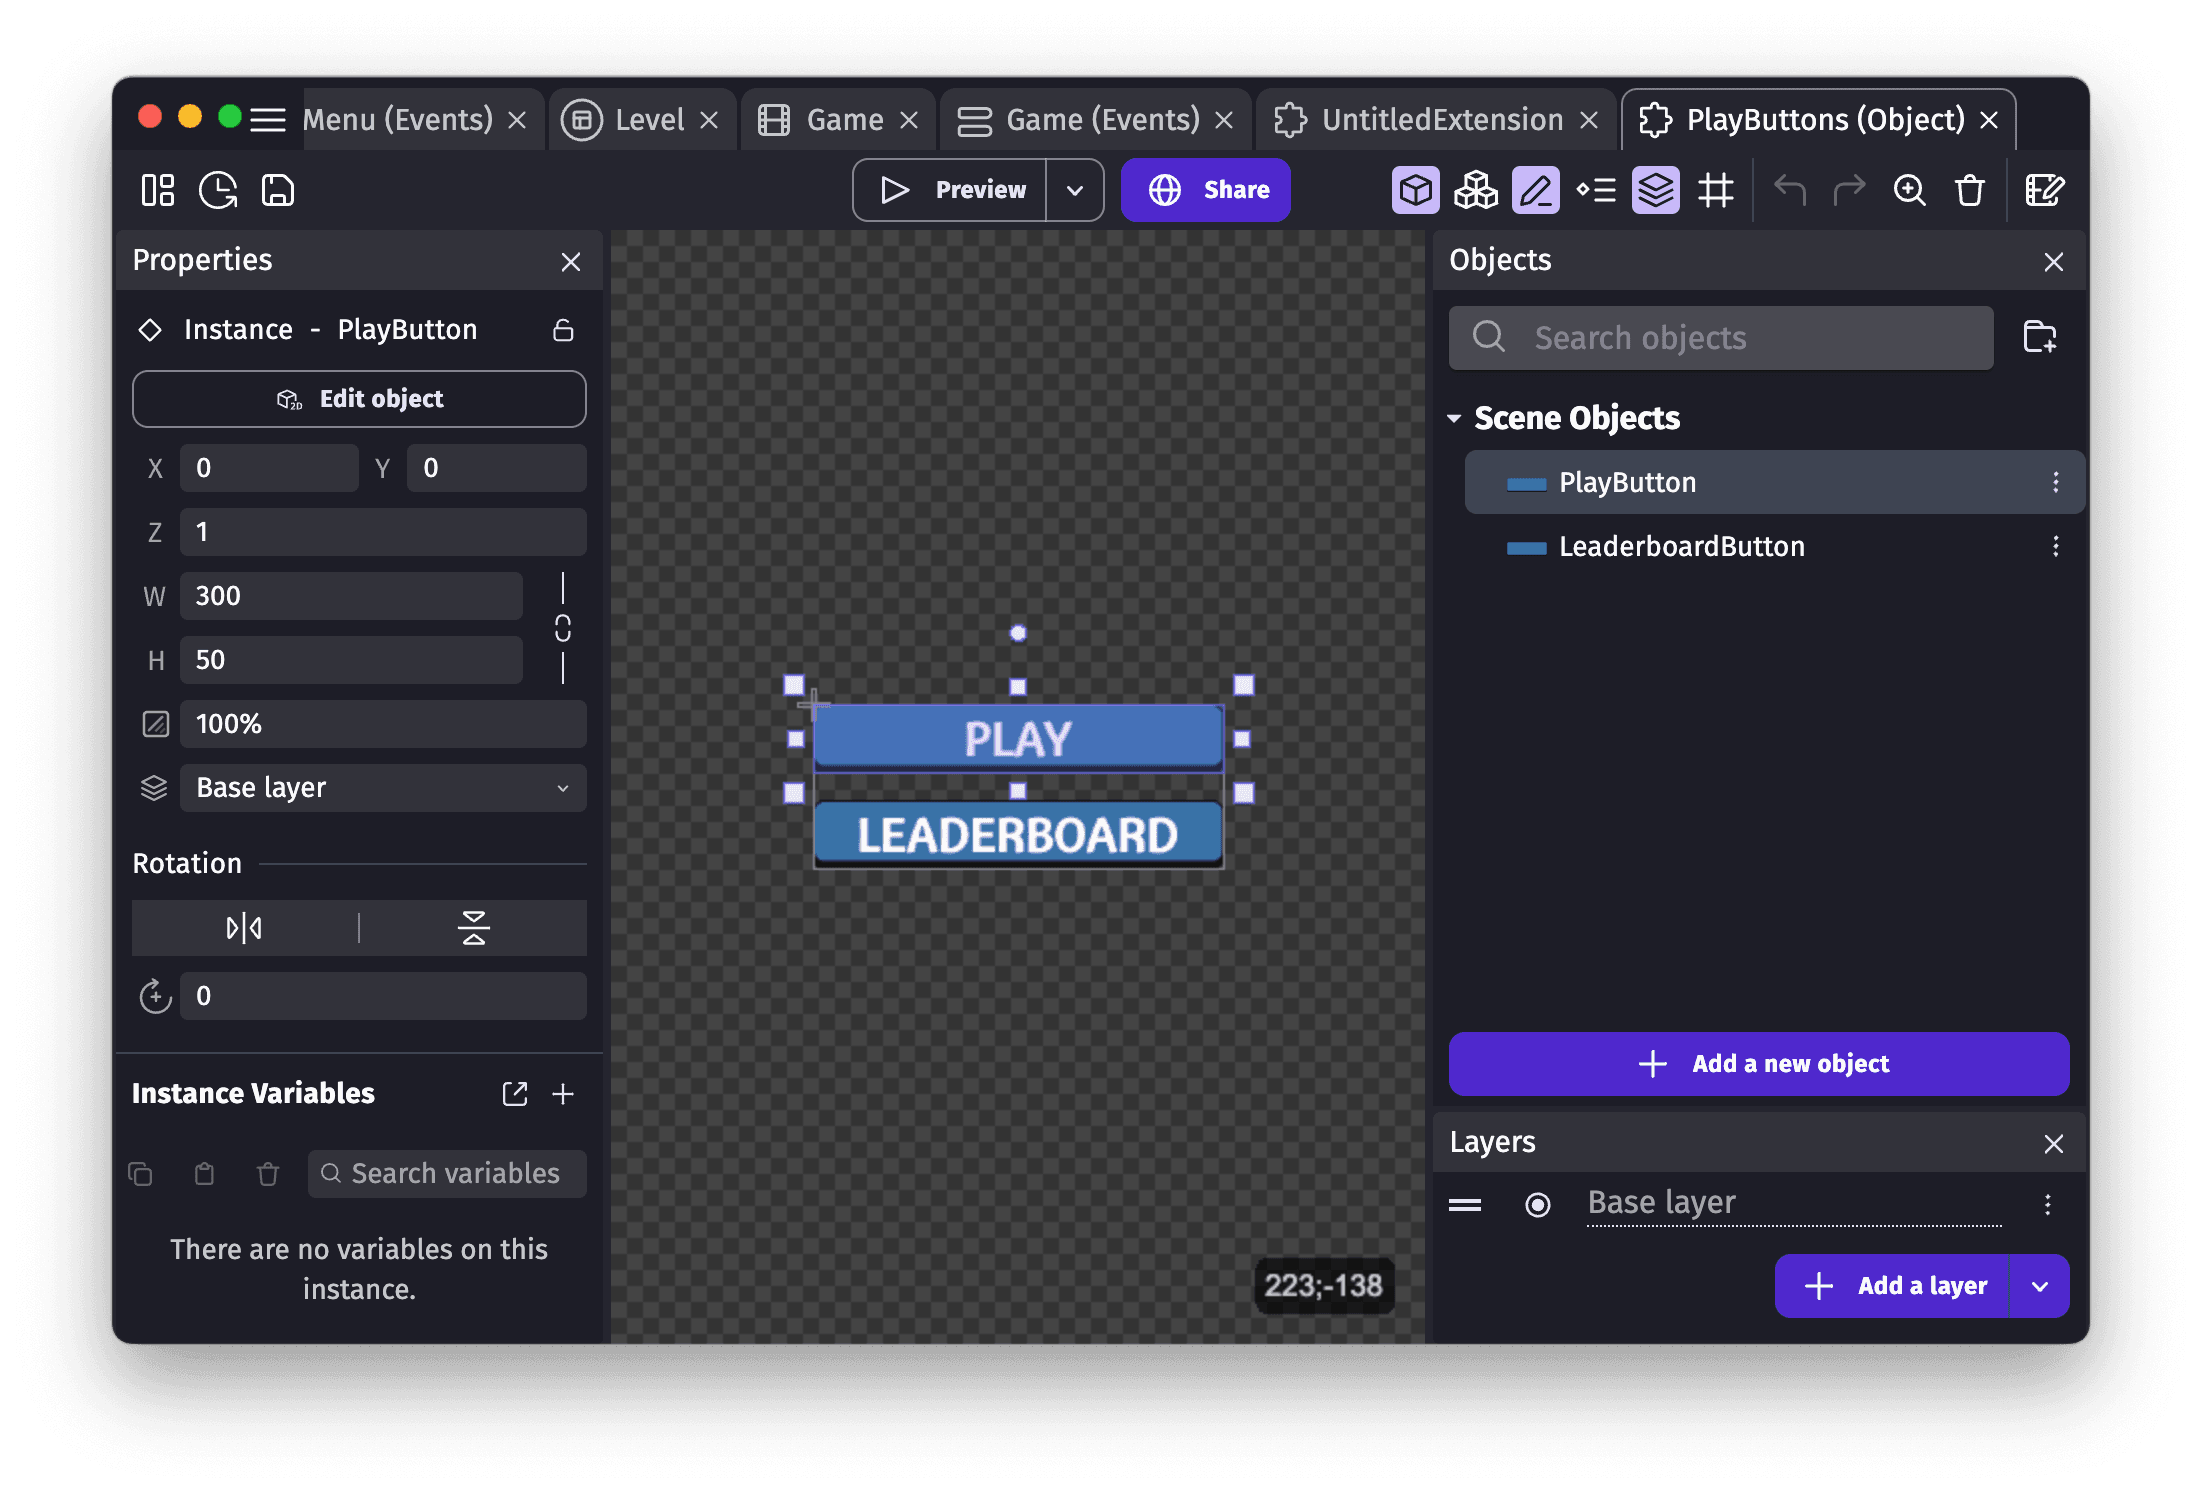 Menu (Events)
Level
Game
Game (Events)
UntitledExtension
PlayButtons (Object)
Preview
Share
Properties
Instance - PlayButton
Edit object
X 0 Y 0
Z 1
W 300
H 50
100%
Base layer
Rotation
0
Instance Variables
Search variables
There are no variables on this
instance.
PLAY
LEADERBOARD
223;-138
Objects
Search objects
Scene Objects
PlayButton
LeaderboardButton
Add a new object
Layers
Base layer
Add a layer